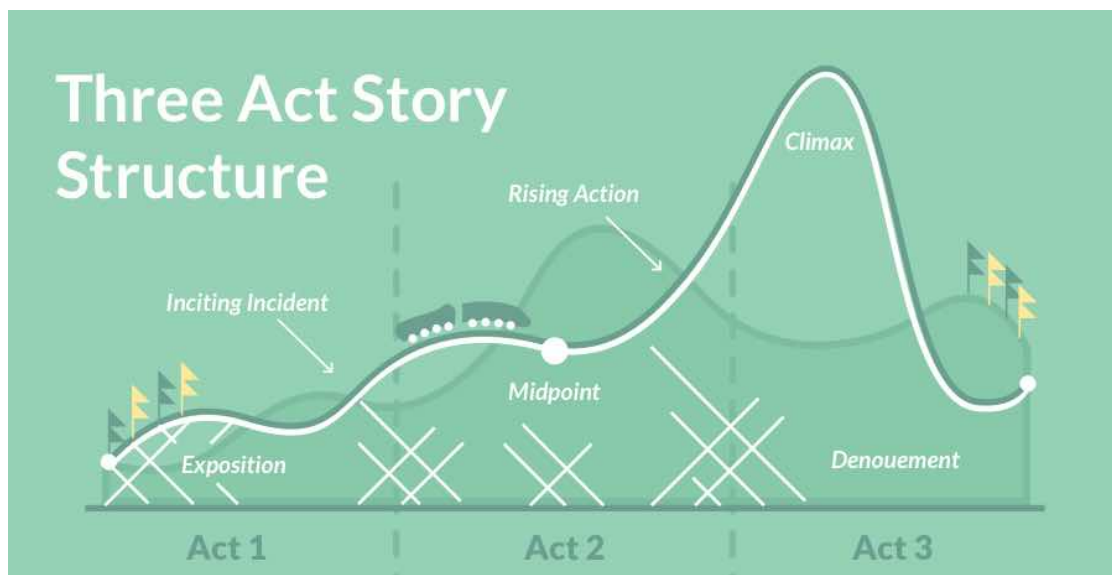 Three Act Story
Structure
Climax
Rising Action
Inciting Incident
Midpoint
Exposition
Denouement
Act 1
Act 2
Act 3